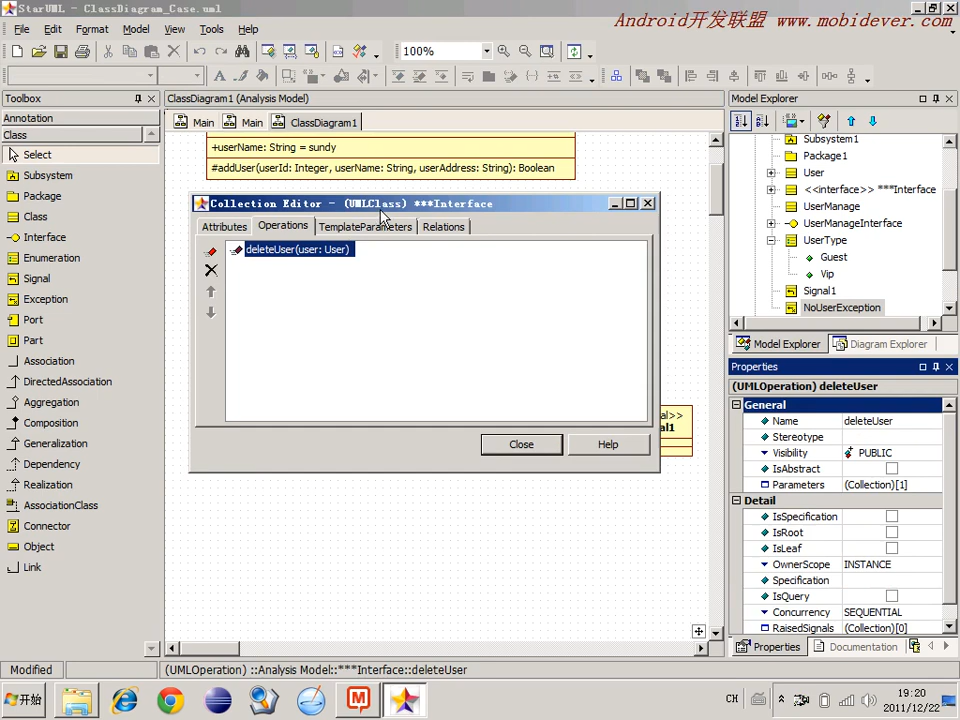 StarUML - ClassDiagram_Case.uml
Android开发联盟 www.mobidever.com
File Edit Format Model View Tools Help
100%
Toolbox
ClassDiagram1 (Analysis Model)
Model Explorer
Annotation
Class
Select
Subsystem
Package
Class
Interface
Enumeration
Signal
Exception
Port
Part
Association
DirectedAssociation
Aggregation
Composition
Generalization
Dependency
Realization
AssociationClass
Connector
Object
Link
Main Main ClassDiagram1
+userName: String = sundy
#addUser(userId: Integer, userName: String, userAddress: String): Boolean
Collection Editor - (UMLClass) ***Interface
Attributes Operations TemplateParameters Relations
deleteUser(user: User)
Close Help
al>>
al1
Subsystem1
Package1
User
<<interface>> ***Interface
UserManage
UserManageInterface
UserType
Guest
Vip
Signal1
NoUserException
Model Explorer Diagram Explorer
Properties
(UMLOperation) deleteUser
General
Name deleteUser
Stereotype
Visibility PUBLIC
IsAbstract
Parameters (Collection)[1]
Detail
IsSpecification
IsRoot
IsLeaf
OwnerScope INSTANCE
Specification
IsQuery
Concurrency SEQUENTIAL
RaisedSignals (Collection)[0]
Properties Documentation
Modified (UMLOperation) ::Analysis Model::***Interface::deleteUser
开始 CH 19:20
2011/12/22